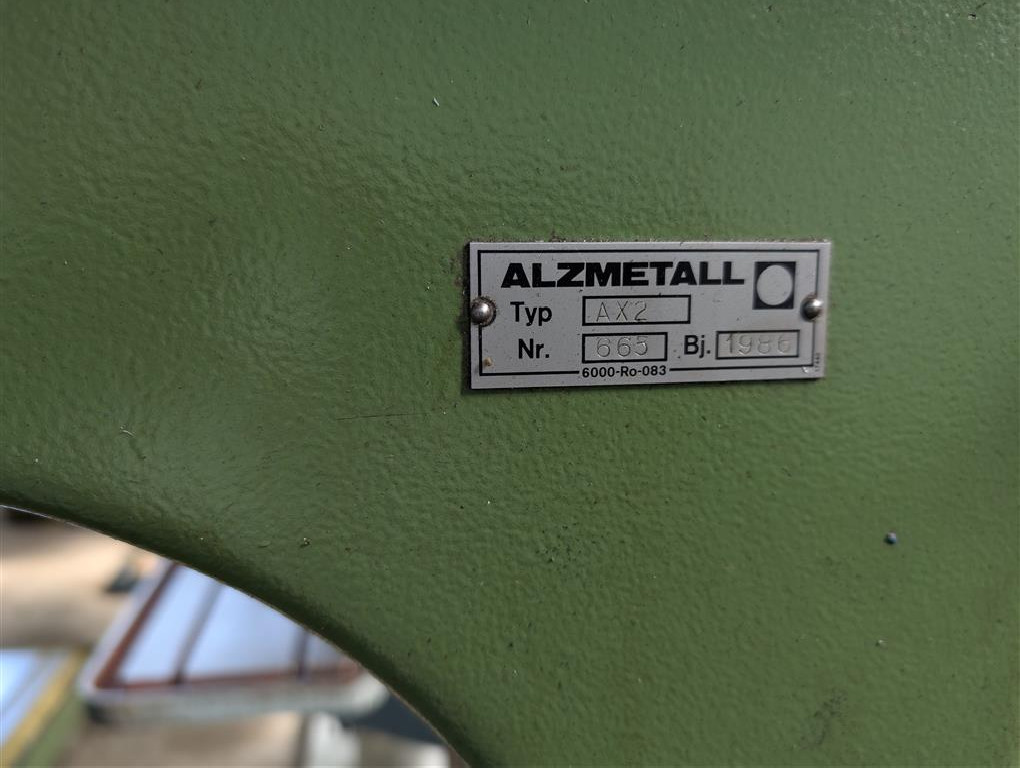 ALZMETALL
Typ AX2
Nr. 665 Bj. 1986
6000-Ro-083